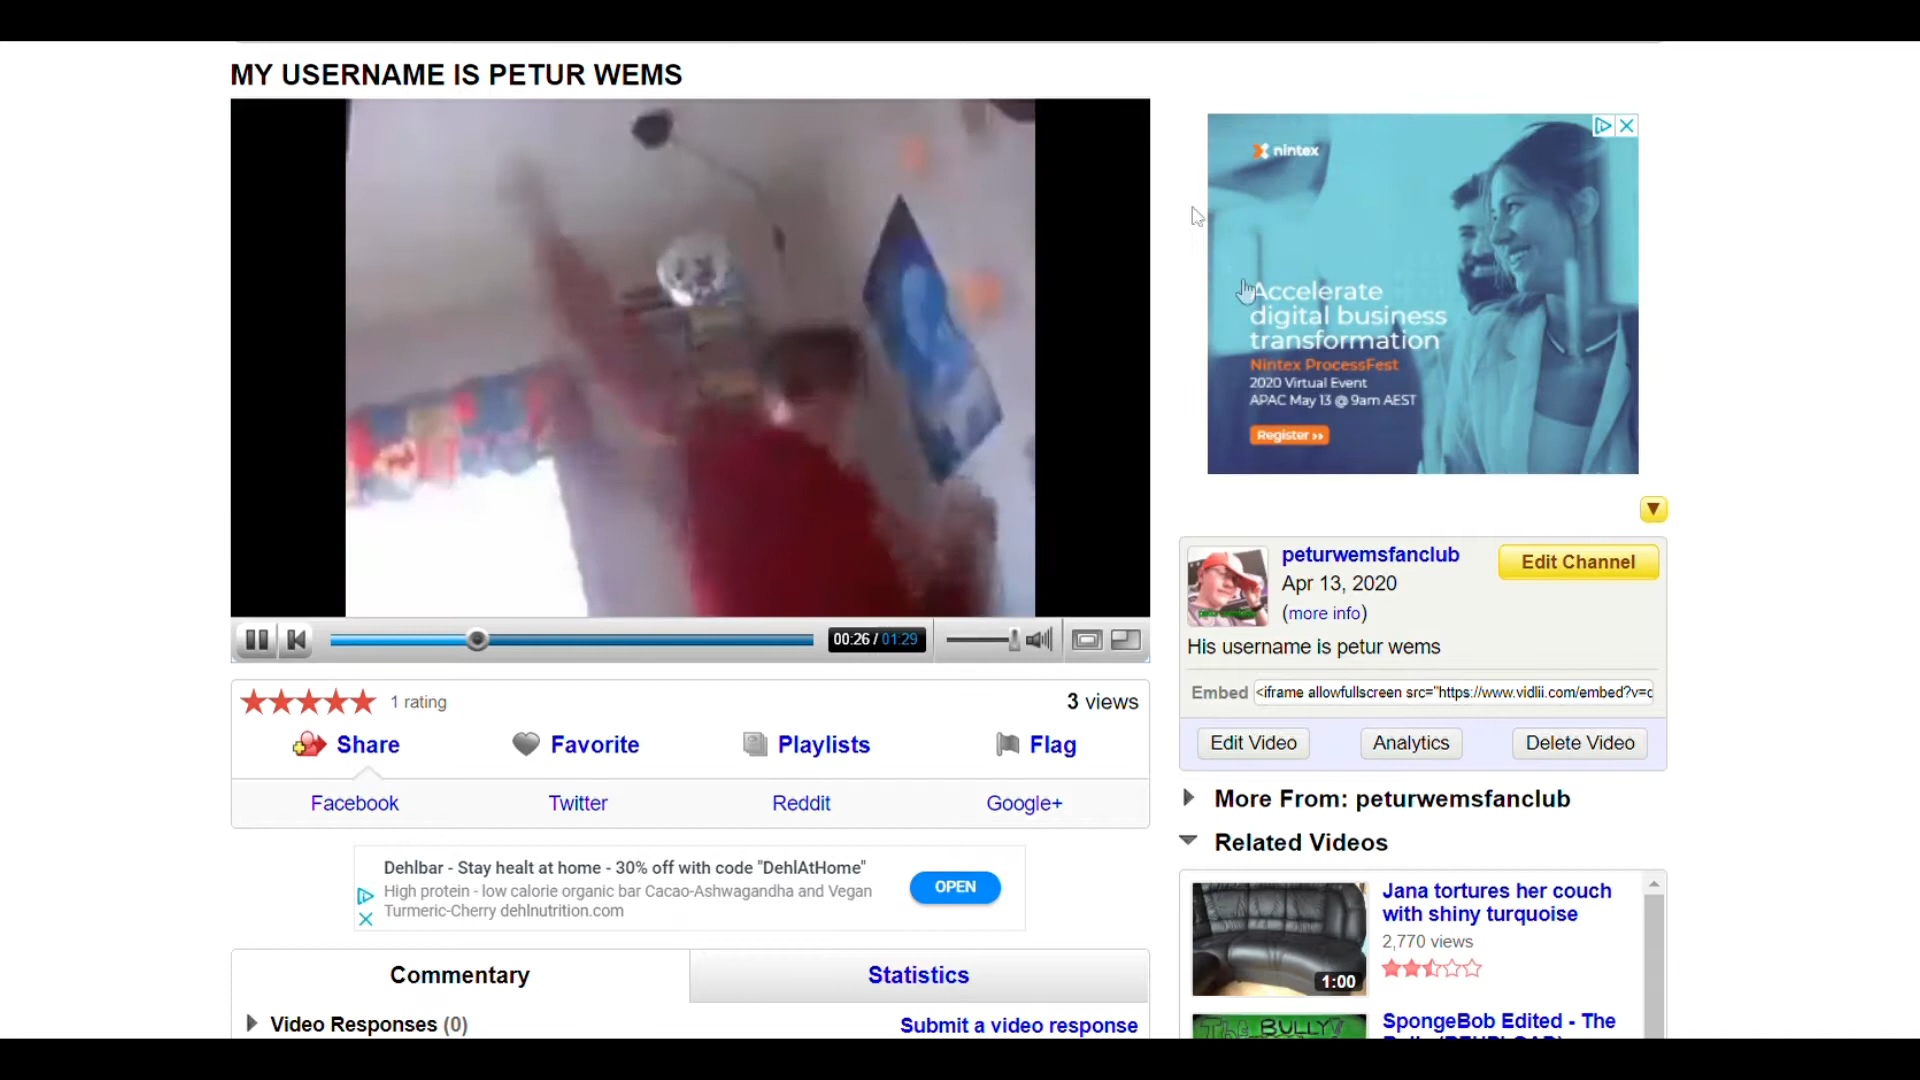 MY USERNAME IS PETUR WEMS
nintex
Accelerate
digital business
transformation
Nintex ProcessFest
2020 Virtual Event
APAC May 13 @ 9am AEST
Register >>
00:26 / 01:29
peturwemsfanclub
Edit Channel
Apr 13, 2020
(more info)
His username is petur wems
Embed <iframe allowfullscreen src="https://www.vidlii.com/embed?v=c
Edit Video Analytics Delete Video
1 rating
3 views
Share Favorite Playlists Flag
Facebook Twitter Reddit Google+
Dehlbar - Stay healt at home - 30% off with code "DehlAtHome"
High protein - low calorie organic bar Cacao-Ashwagandha and Vegan
Turmeric-Cherry dehlnutrition.com
OPEN
Commentary Statistics
Video Responses (0)
Submit a video response
More From: peturwemsfanclub
Related Videos
Jana tortures her couch
with shiny turquoise
2,770 views
1:00
THE BULLY
SpongeBob Edited - The